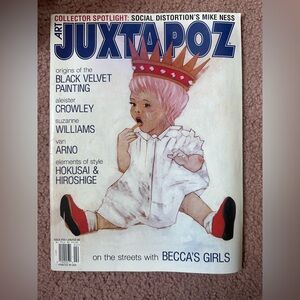 COLLECTOR SPOTLIGHT: SOCIAL DISTORTION'S MIKE NESS
ART
JUXTAPOZ
origins of the
BLACK VELVET
PAINTING
aleister
CROWLEY
suzanne
WILLIAMS
van
ARNO
elements of style
HOKUSAI &
HIROSHIGE
on the streets with BECCA'S GIRLS